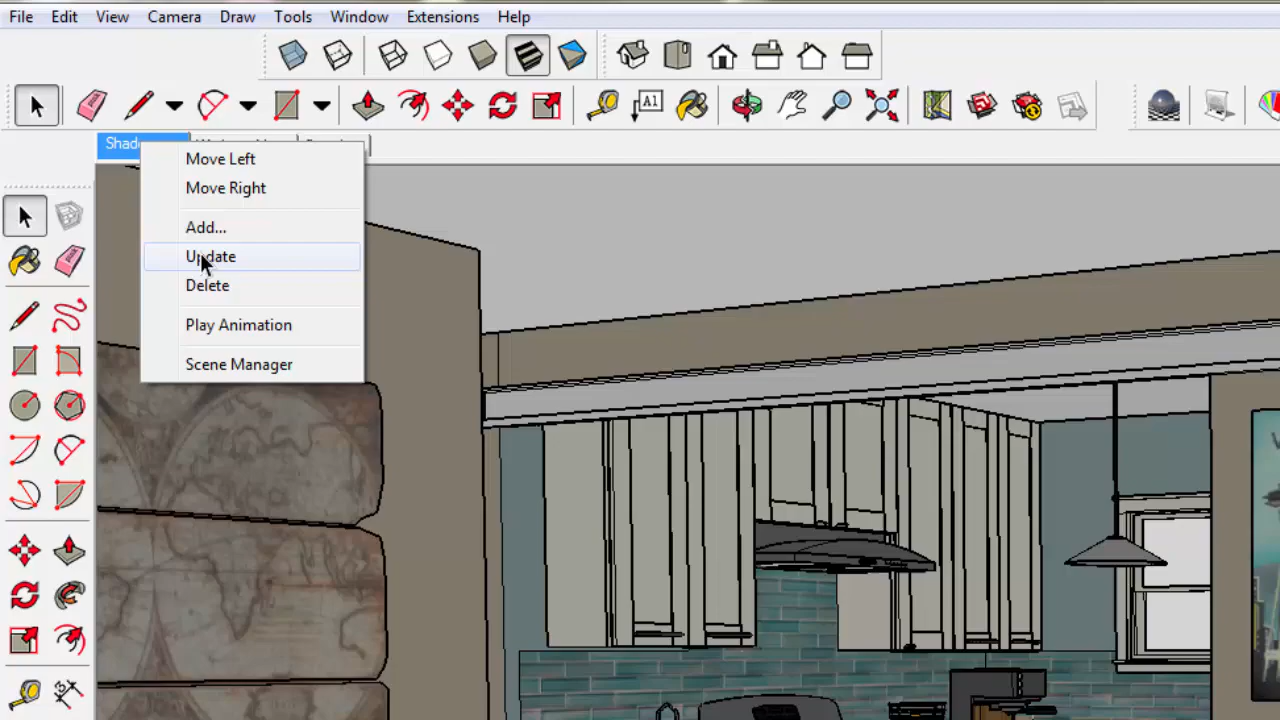 File Edit View Camera Draw Tools Window Extensions Help
A1
Move Left
Move Right
Add...
Update
Delete
Play Animation
Scene Manager